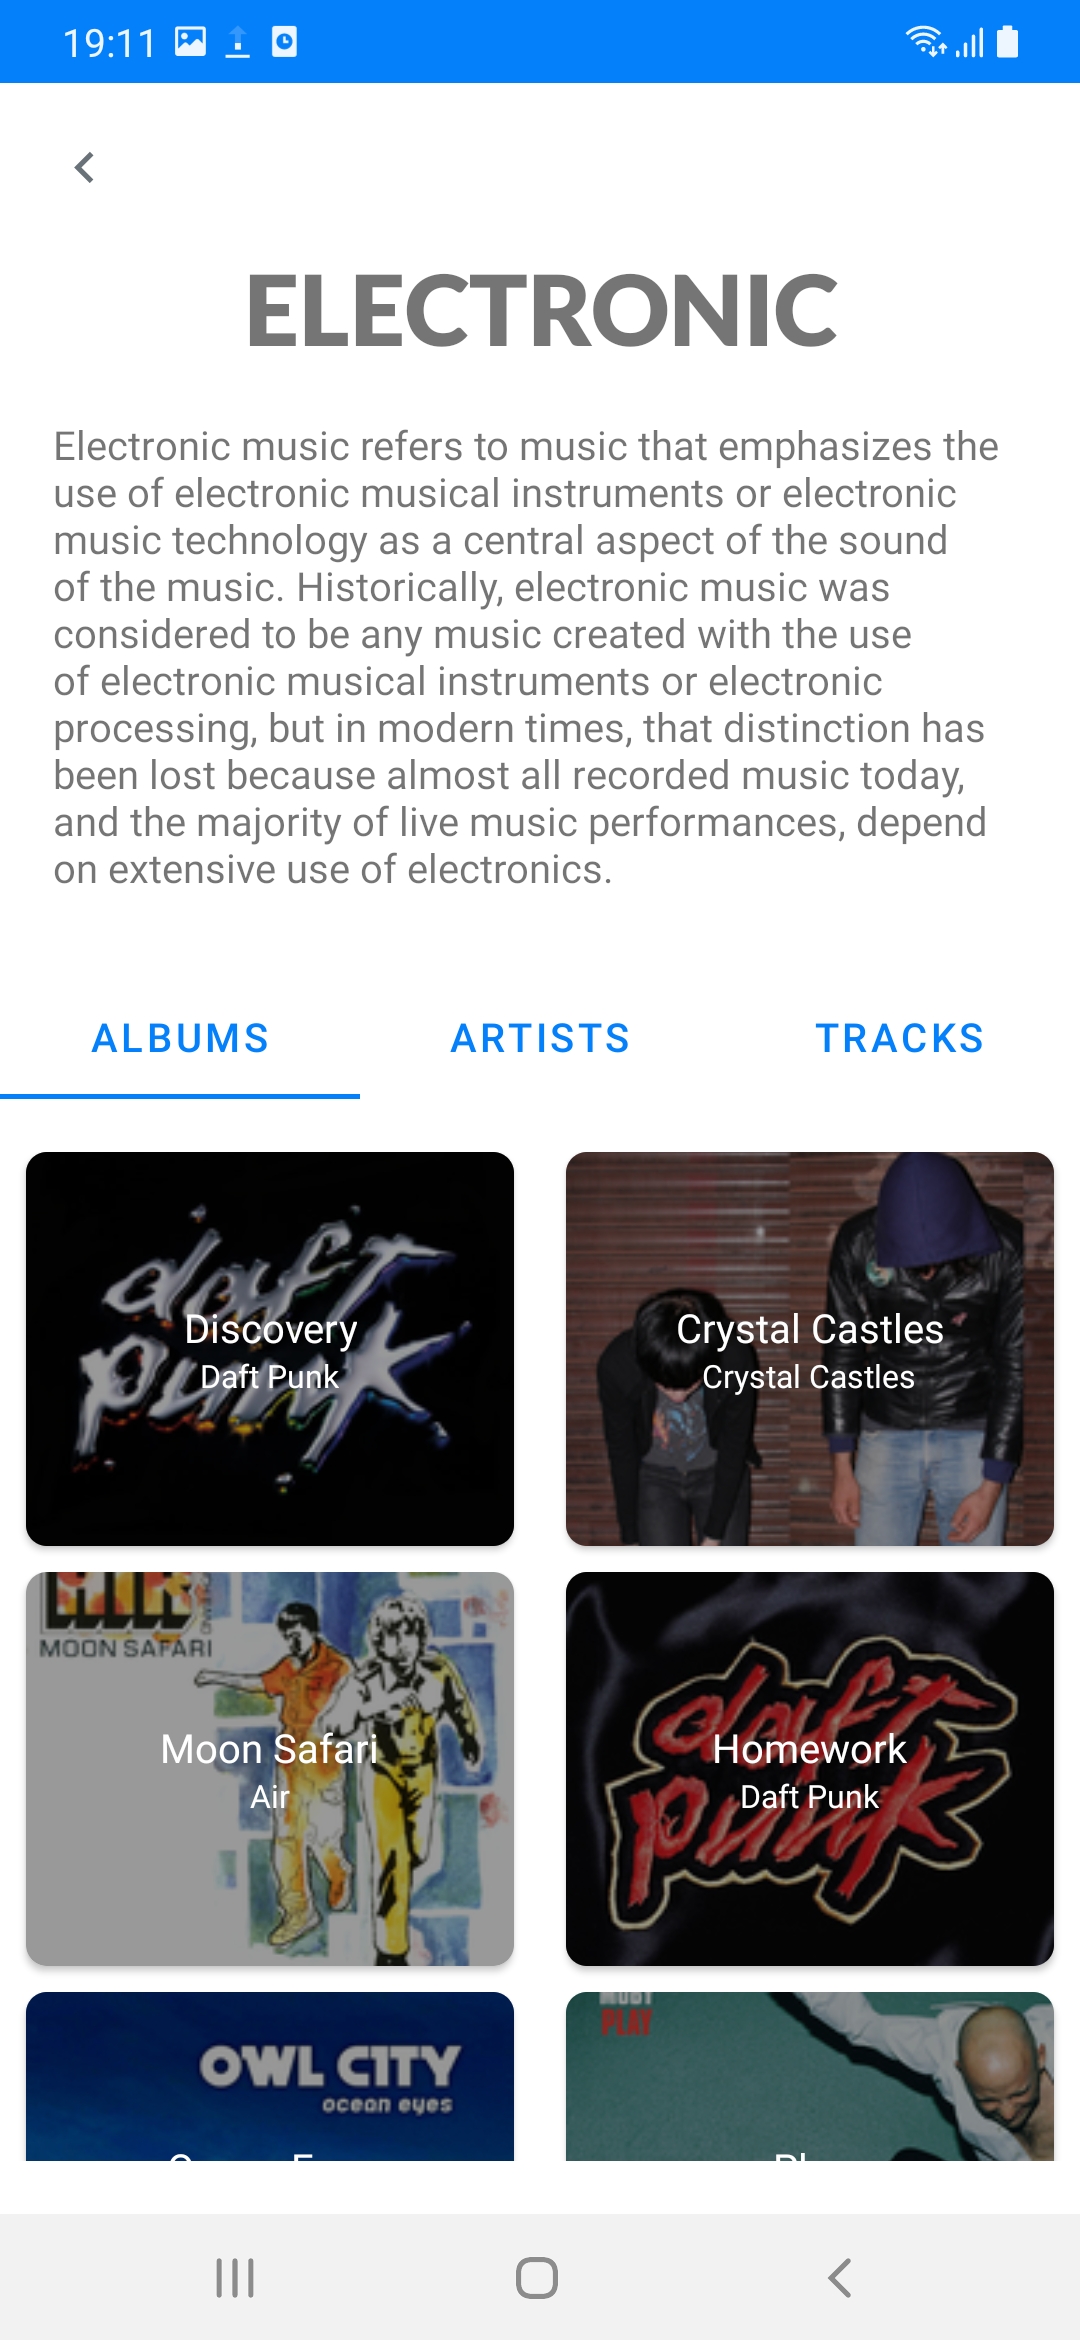 19:11
ELECTRONIC
Electronic music refers to music that emphasizes the
use of electronic musical instruments or electronic
music technology as a central aspect of the sound
of the music. Historically, electronic music was
considered to be any music created with the use
of electronic musical instruments or electronic
processing, but in modern times, that distinction has
been lost because almost all recorded music today,
and the majority of live music performances, depend
on extensive use of electronics.
ALBUMS
ARTISTS
TRACKS
daft
punk
Discovery
Daft Punk
Crystal Castles
Crystal Castles
MOON SAFARI
Moon Safari
Air
daft
punk
Homework
Daft Punk
OWL CITY
ocean eyes
PLAY